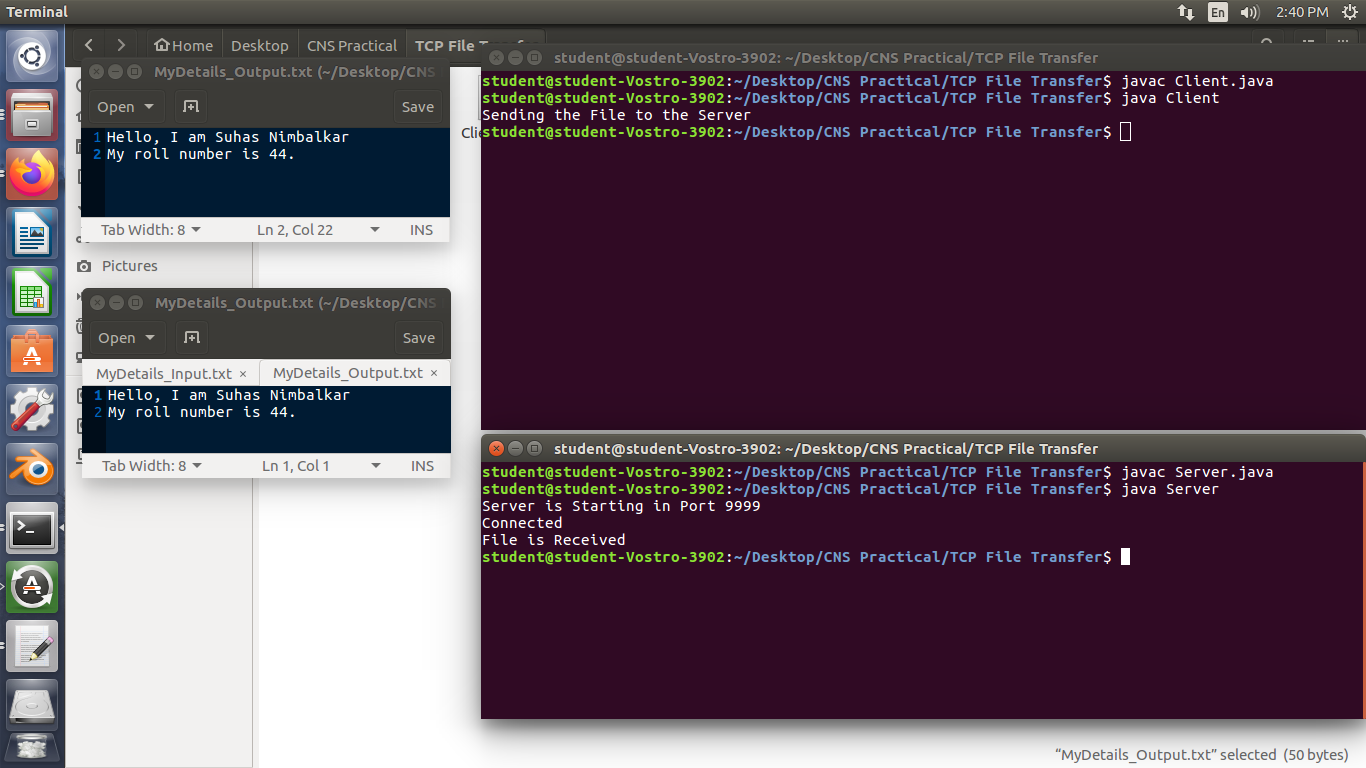 Terminal
En
2:40 PM
Home Desktop CNS Practical TCP File Transfer
MyDetails_Output.txt (~/Desktop/CNS
Open
Save
1 Hello, I am Suhas Nimbalkar
2 My roll number is 44.
Tab Width: 8 Ln 2, Col 22 INS
Pictures
MyDetails_Output.txt (~/Desktop/CNS
Open
Save
MyDetails_Input.txt × MyDetails_Output.txt ×
1 Hello, I am Suhas Nimbalkar
2 My roll number is 44.
Tab Width: 8 Ln 1, Col 1 INS
student@student-Vostro-3902: ~/Desktop/CNS Practical/TCP File Transfer
student@student-Vostro-3902:~/Desktop/CNS Practical/TCP File Transfer$ javac Client.java
student@student-Vostro-3902:~/Desktop/CNS Practical/TCP File Transfer$ java Client
Sending the File to the Server
student@student-Vostro-3902:~/Desktop/CNS Practical/TCP File Transfer$
student@student-Vostro-3902: ~/Desktop/CNS Practical/TCP File Transfer
student@student-Vostro-3902:~/Desktop/CNS Practical/TCP File Transfer$ javac Server.java
student@student-Vostro-3902:~/Desktop/CNS Practical/TCP File Transfer$ java Server
Server is Starting in Port 9999
Connected
File is Received
student@student-Vostro-3902:~/Desktop/CNS Practical/TCP File Transfer$
“MyDetails_Output.txt” selected (50 bytes)